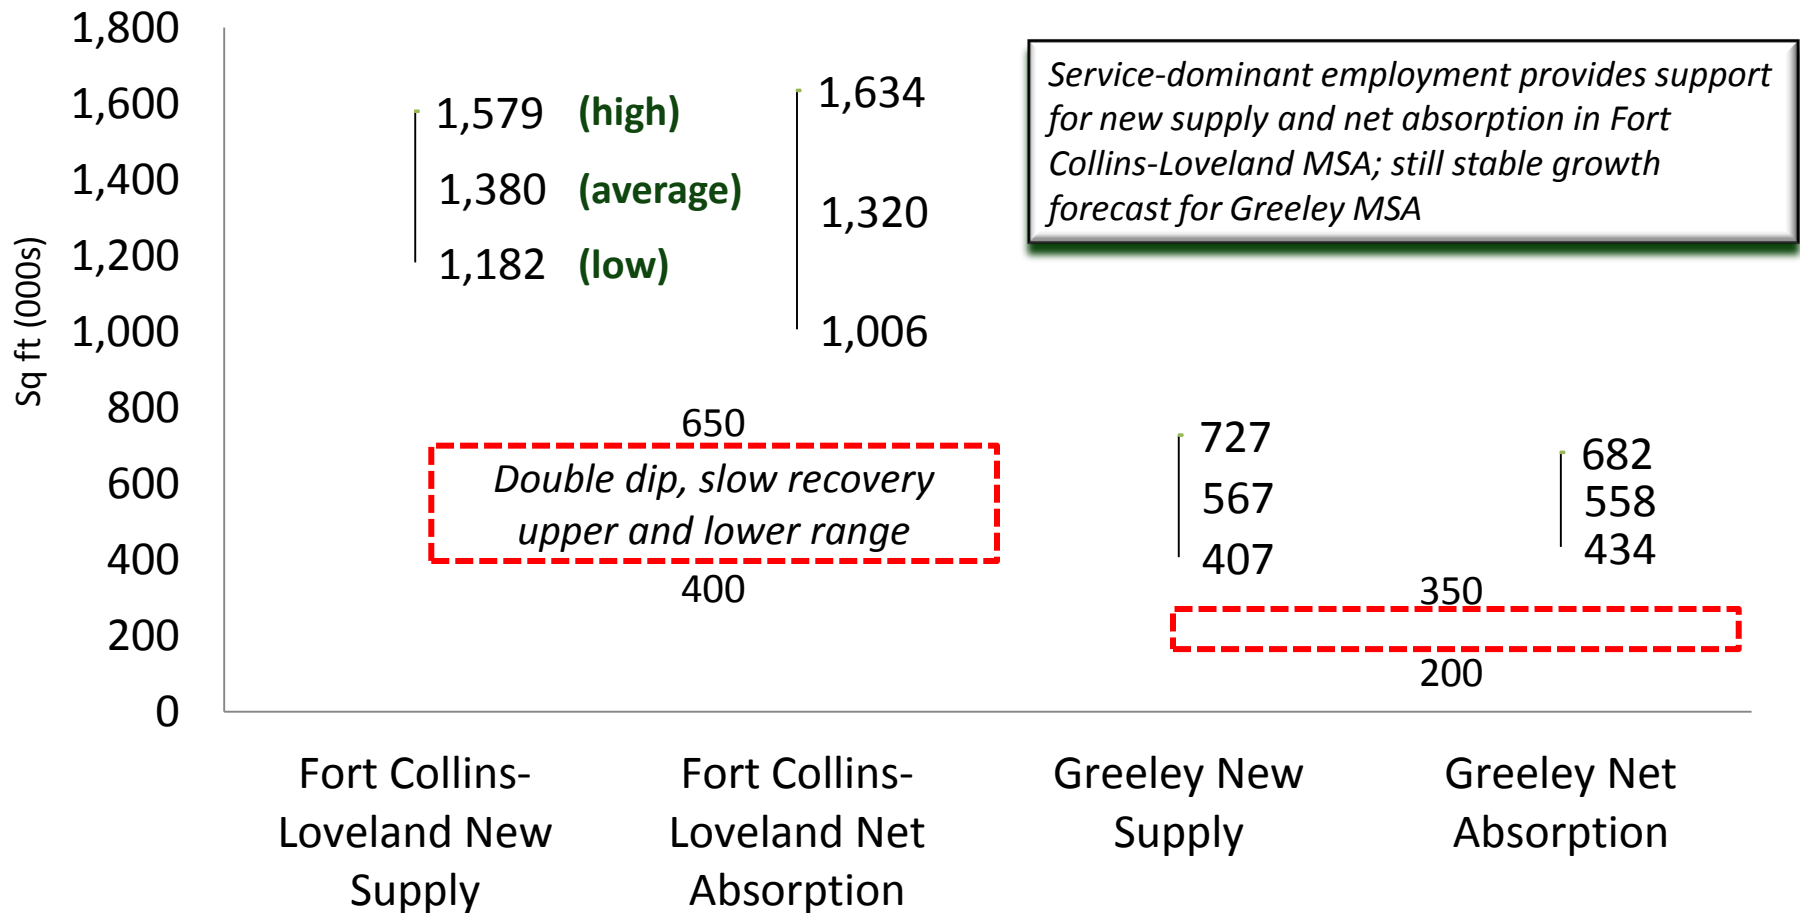 Sq ft (000s)
1,800
1,600
1,400
1,200
1,000
800
600
400
200
0
1,579 (high)
1,380 (average)
1,182 (low)
1,634
1,320
1,006
Service-dominant employment provides support
for new supply and net absorption in Fort
Collins-Loveland MSA; still stable growth
forecast for Greeley MSA
650
Double dip, slow recovery
upper and lower range
400
727
567
407
682
558
434
350
200
Fort Collins-
Loveland New
Supply
Fort Collins-
Loveland Net
Absorption
Greeley New
Supply
Greeley Net
Absorption